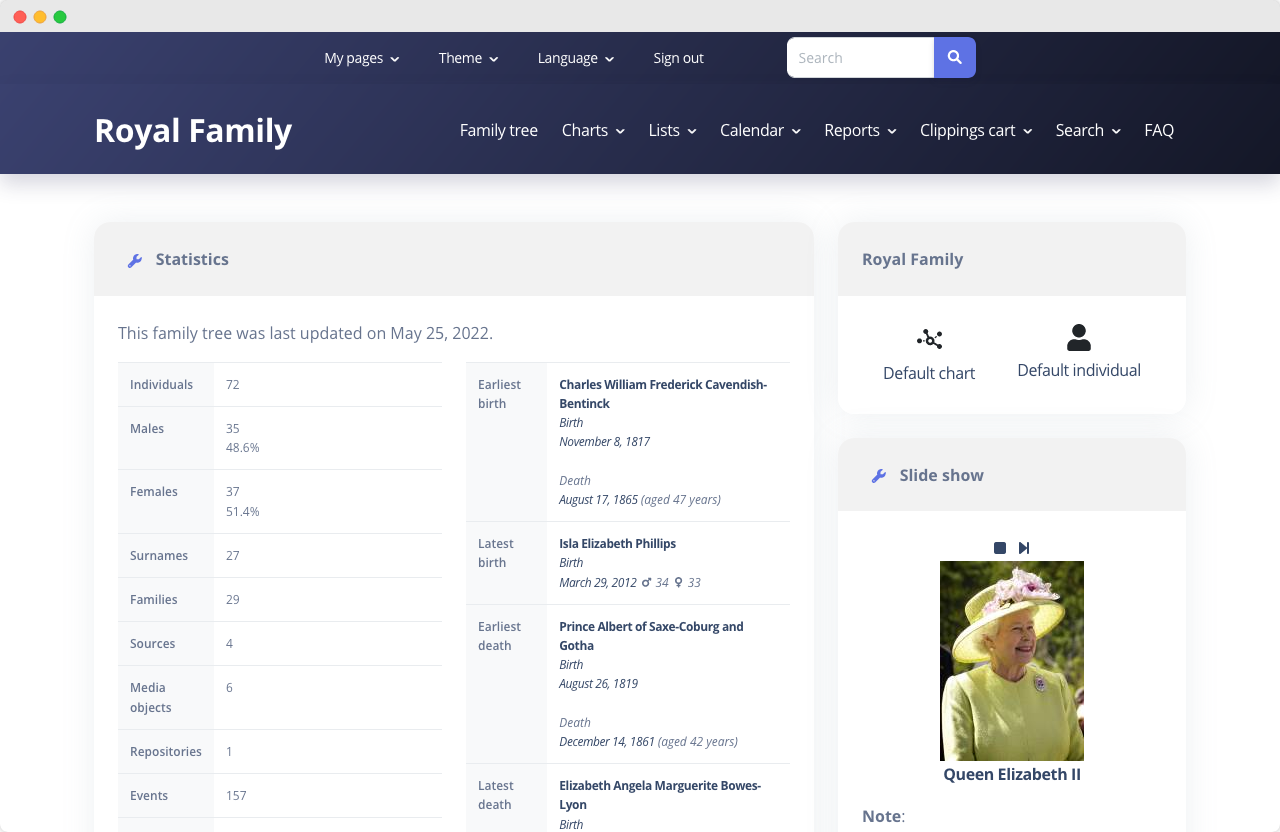 My pages
Theme
Language
Sign out
Search
Royal Family
Family tree
Charts
Lists
Calendar
Reports
Clippings cart
Search
FAQ
Statistics
This family tree was last updated on May 25, 2022.
Individuals 72
Males 35
48.6%
Females 37
51.4%
Surnames 27
Families 29
Sources 4
Media 6
objects
Repositories 1
Events 157
Earliest Charles William Frederick Cavendish-
birth Bentinck
Birth
November 8, 1817
Death
August 17, 1865 (aged 47 years)
Latest Isla Elizabeth Phillips
birth Birth
March 29, 2012 ♂ 34 ♀ 33
Earliest Prince Albert of Saxe-Coburg and
death Gotha
Birth
August 26, 1819
Death
December 14, 1861 (aged 42 years)
Latest Elizabeth Angela Marguerite Bowes-
death Lyon
Birth
Royal Family
Default chart
Default individual
Slide show
Queen Elizabeth II
Note: